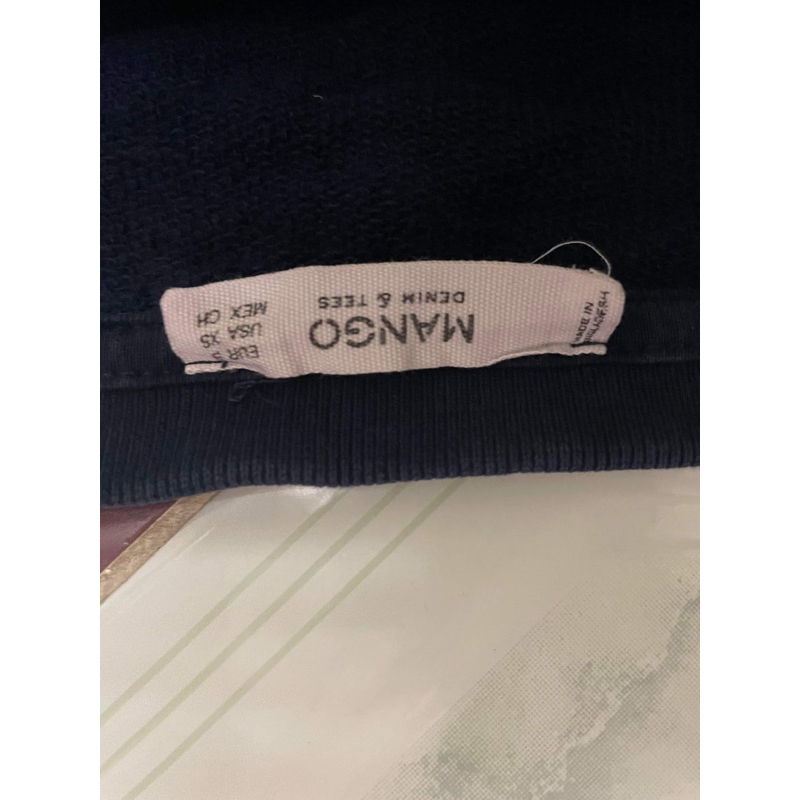 MANGO
DENIM & TEES
EUR S
USA XS
MEX CH
MADE IN